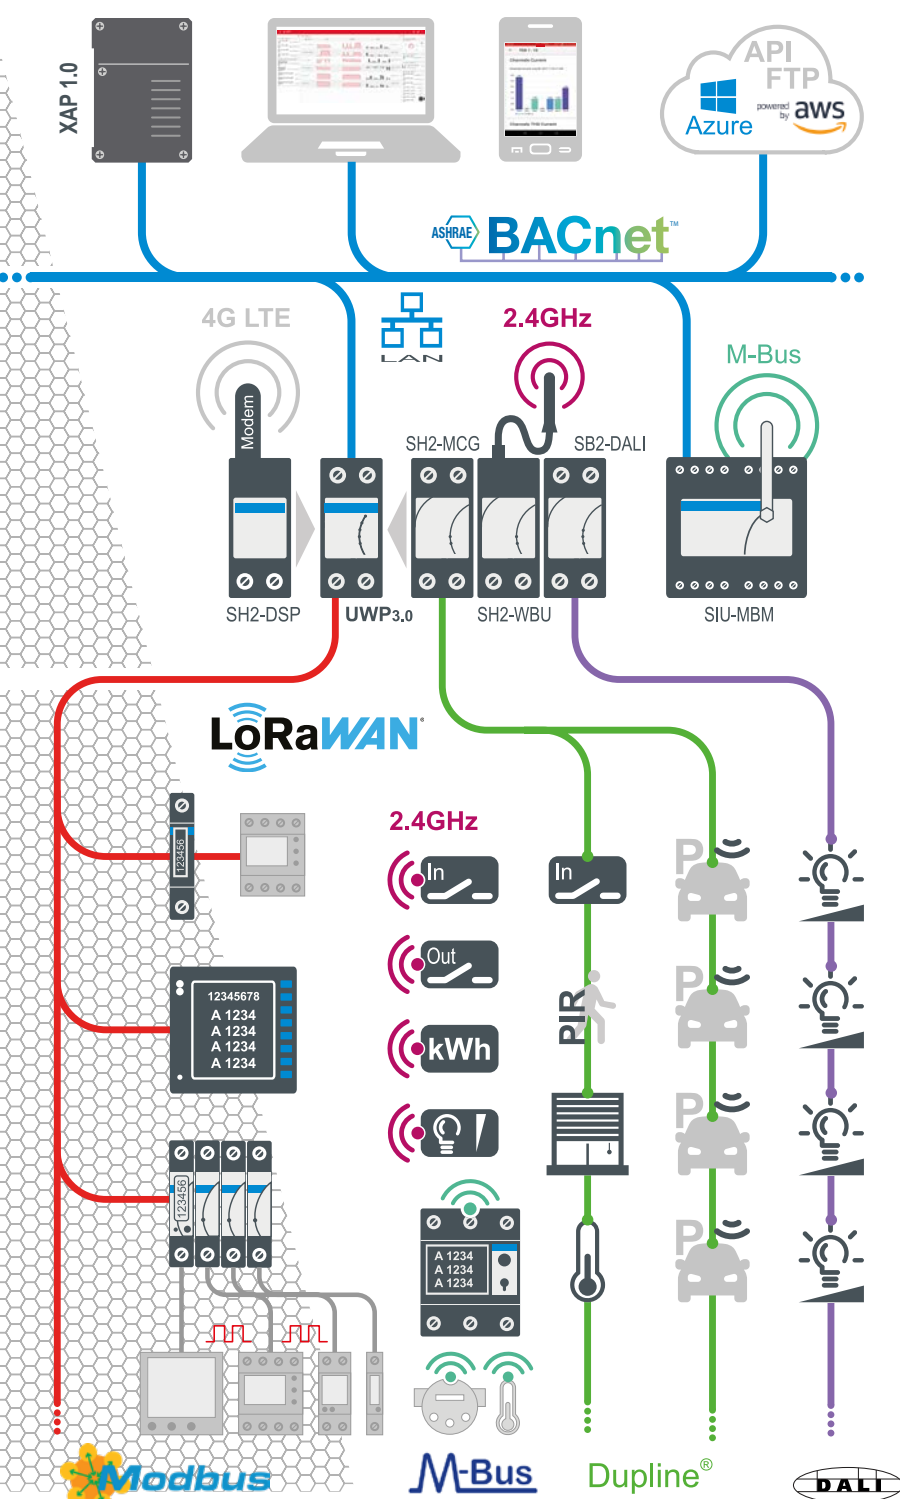 XAP 1.0
API
FTP
powered by
aws
Azure
ASHRAE BACnet™
4G LTE
LAN
2.4GHz
M-Bus
Modem
SH2-MCG
SB2-DALI
SH2-DSP
UWP3.0
SH2-WBU
SIU-MBM
LoRaWAN®
2.4GHz
123456
In
In
P
Out
12345678
A 1234
A 1234
A 1234
A 1234
PIR
P
kWh
P
123456
P
A 1234
A 1234
A 1234
Modbus
M-Bus
Dupline®
DALI